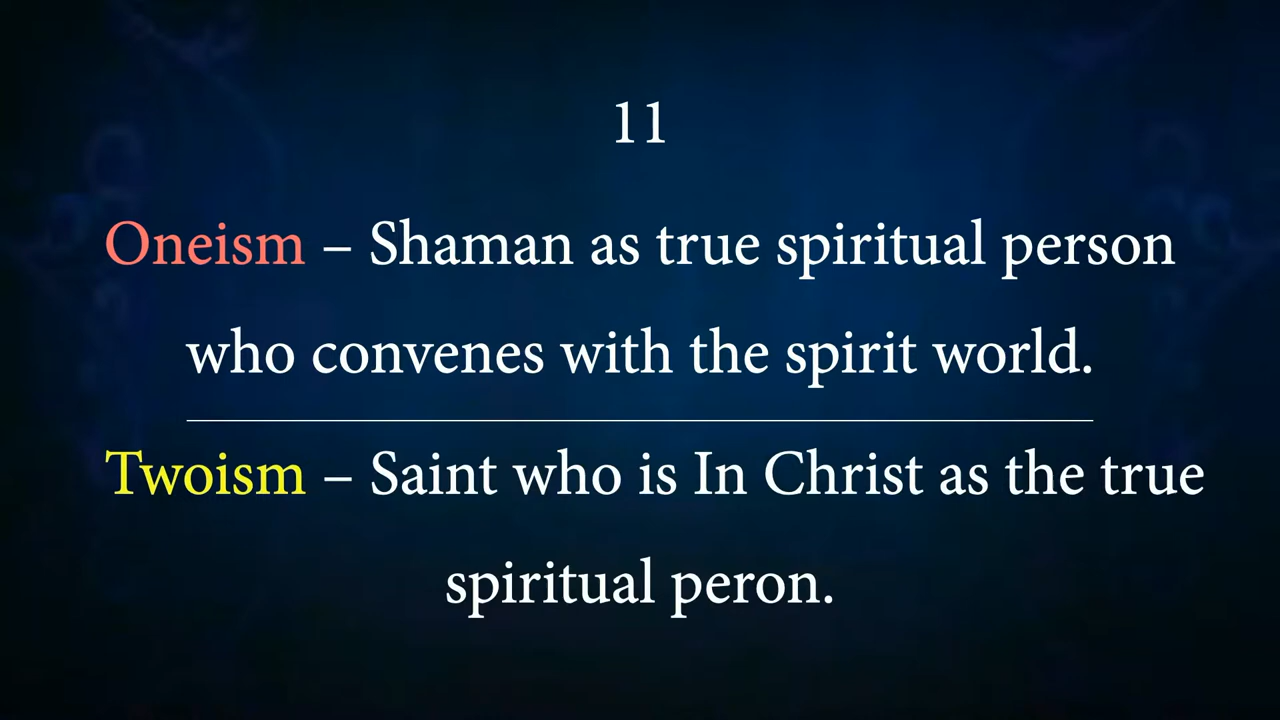 11
Oneism – Shaman as true spiritual person
who convenes with the spirit world.
Twoism – Saint who is In Christ as the true
spiritual peron.